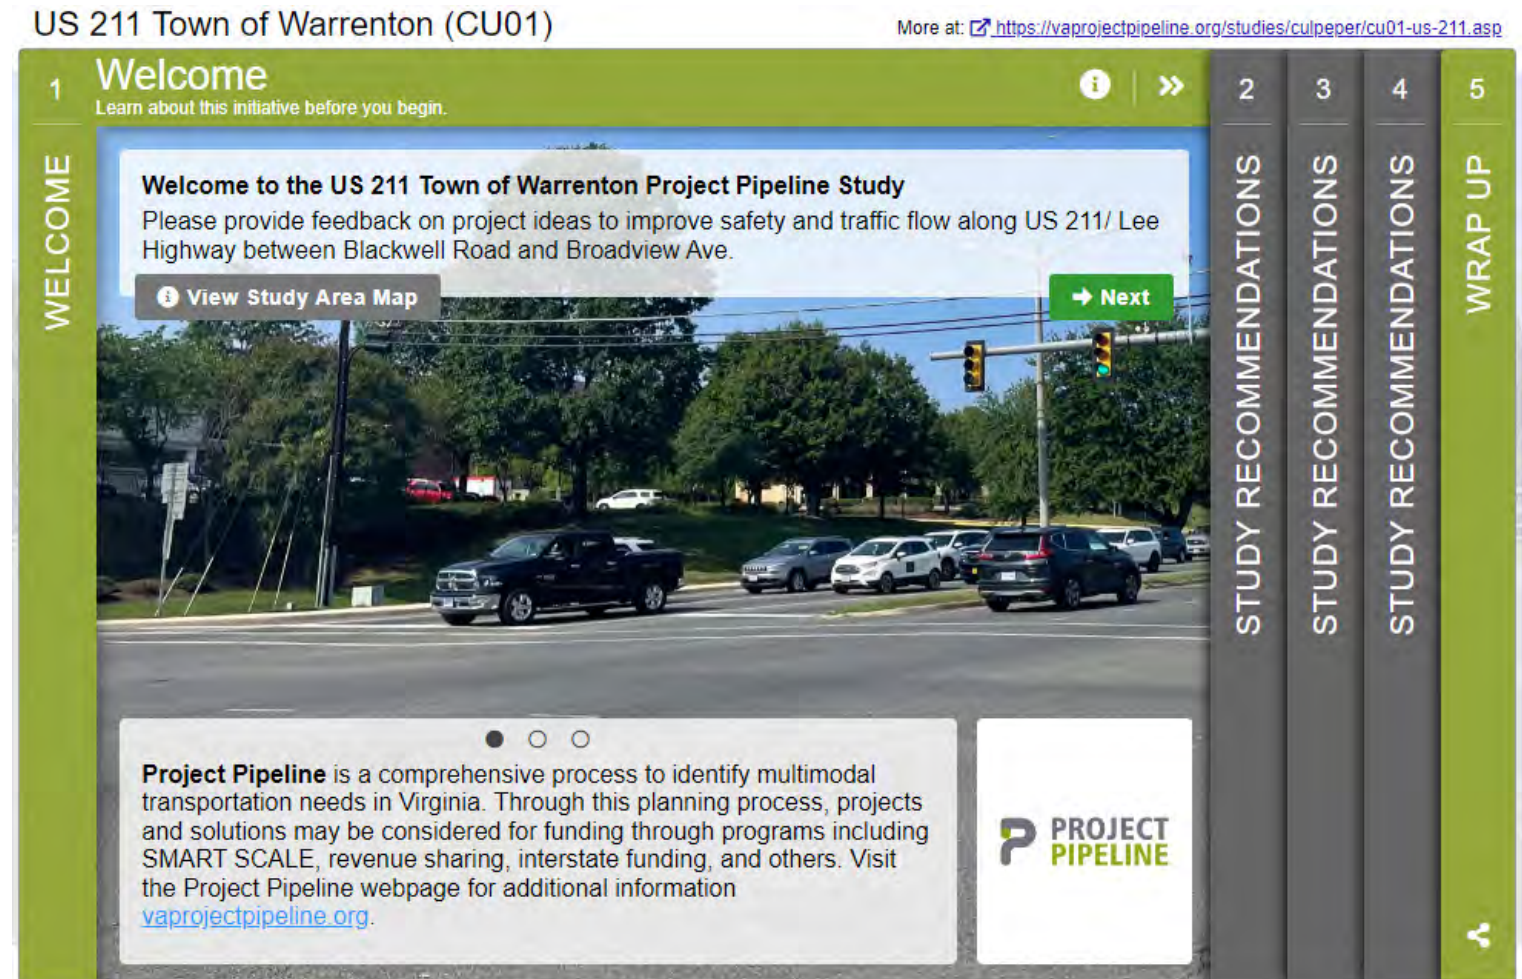 US 211 Town of Warrenton (CU01)
More at: https://vaprojectpipeline.org/studies/culpeper/cu01-us-211.asp
1
WELCOME
Welcome
Learn about this initiative before you begin.
Welcome to the US 211 Town of Warrenton Project Pipeline Study
Please provide feedback on project ideas to improve safety and traffic flow along US 211/ Lee
Highway between Blackwell Road and Broadview Ave.
View Study Area Map
Next
Project Pipeline is a comprehensive process to identify multimodal
transportation needs in Virginia. Through this planning process, projects
and solutions may be considered for funding through programs including
SMART SCALE, revenue sharing, interstate funding, and others. Visit
the Project Pipeline webpage for additional information
vaprojectpipeline.org.
PROJECT
PIPELINE
2
STUDY RECOMMENDATIONS
3
STUDY RECOMMENDATIONS
4
STUDY RECOMMENDATIONS
5
WRAP UP